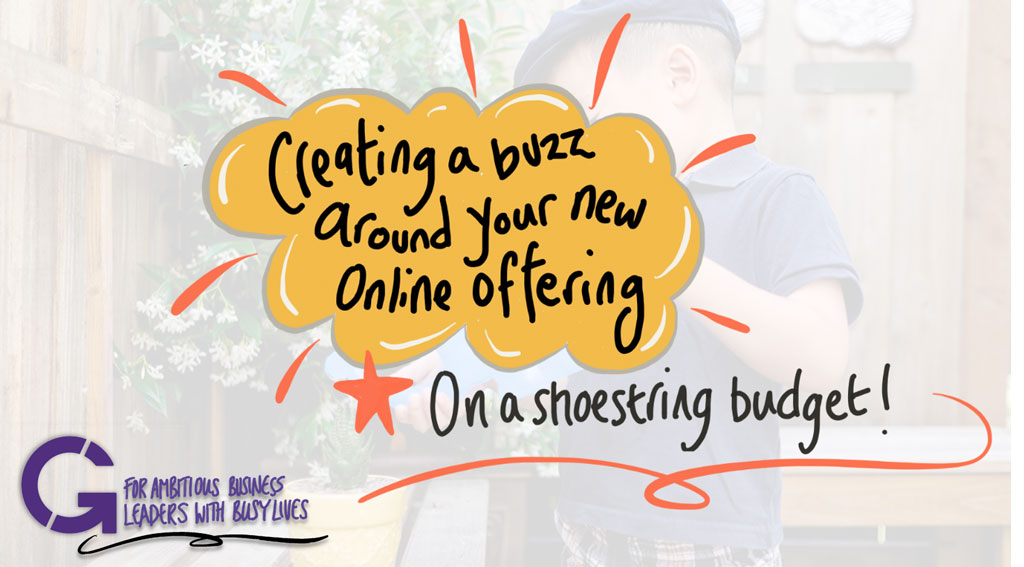 Creating a buzz
around your new
Online offering
On a shoestring budget!
G
FOR AMBITIOUS BUSINESS
LEADERS WITH BUSY LIVES